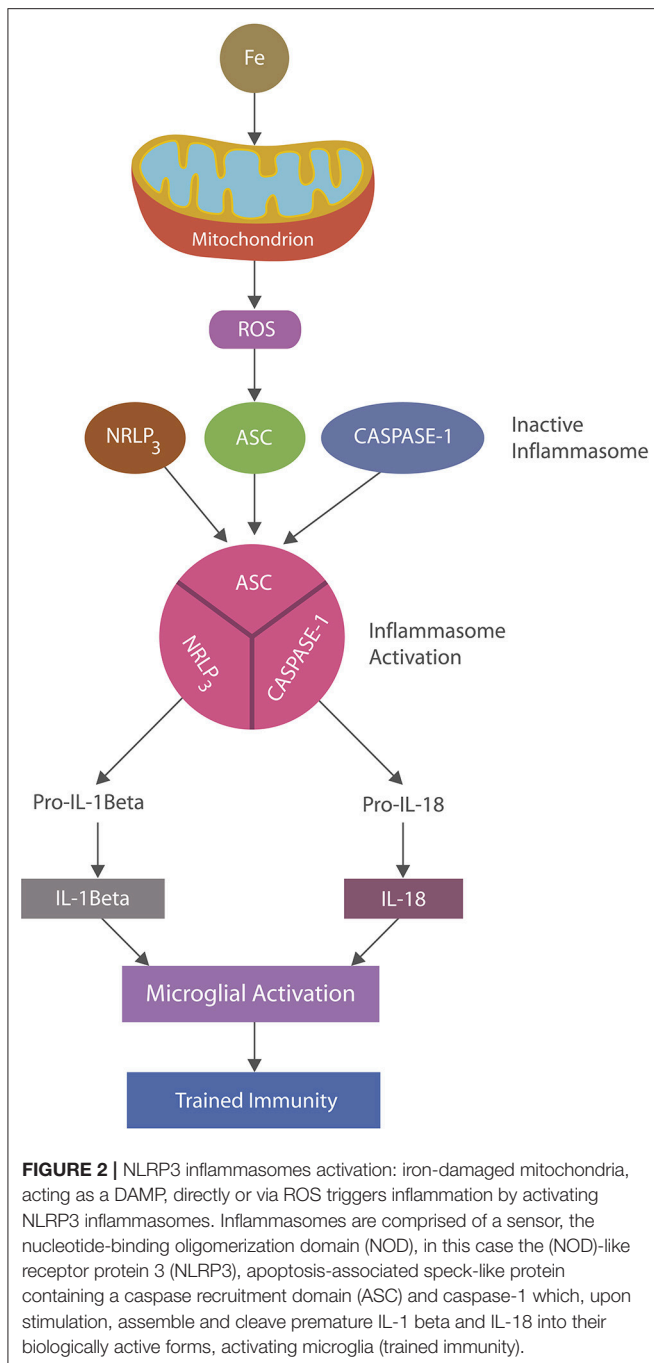 Fe
Mitochondrion
ROS
NRLP3
ASC
CASPASE-1
Inactive
Inflammasome
ASC
NRLP3
CASPASE-1
Inflammasome
Activation
Pro-IL-1Beta
Pro-IL-18
IL-1Beta
IL-18
Microglial Activation
Trained Immunity
FIGURE 2 | NLRP3 inflammasomes activation: iron-damaged mitochondria,
acting as a DAMP, directly or via ROS triggers inflammation by activating
NLRP3 inflammasomes. Inflammasomes are comprised of a sensor, the
nucleotide-binding oligomerization domain (NOD), in this case the (NOD)-like
receptor protein 3 (NLRP3), apoptosis-associated speck-like protein
containing a caspase recruitment domain (ASC) and caspase-1 which, upon
stimulation, assemble and cleave premature IL-1 beta and IL-18 into their
biologically active forms, activating microglia (trained immunity).